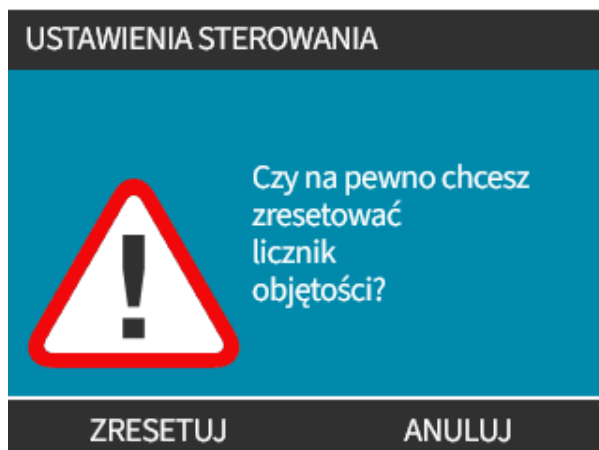 USTAWIENIA STEROWANIA
Czy na pewno chcesz
zresetować
licznik
objętości?
ZRESETUJ ANULUJ